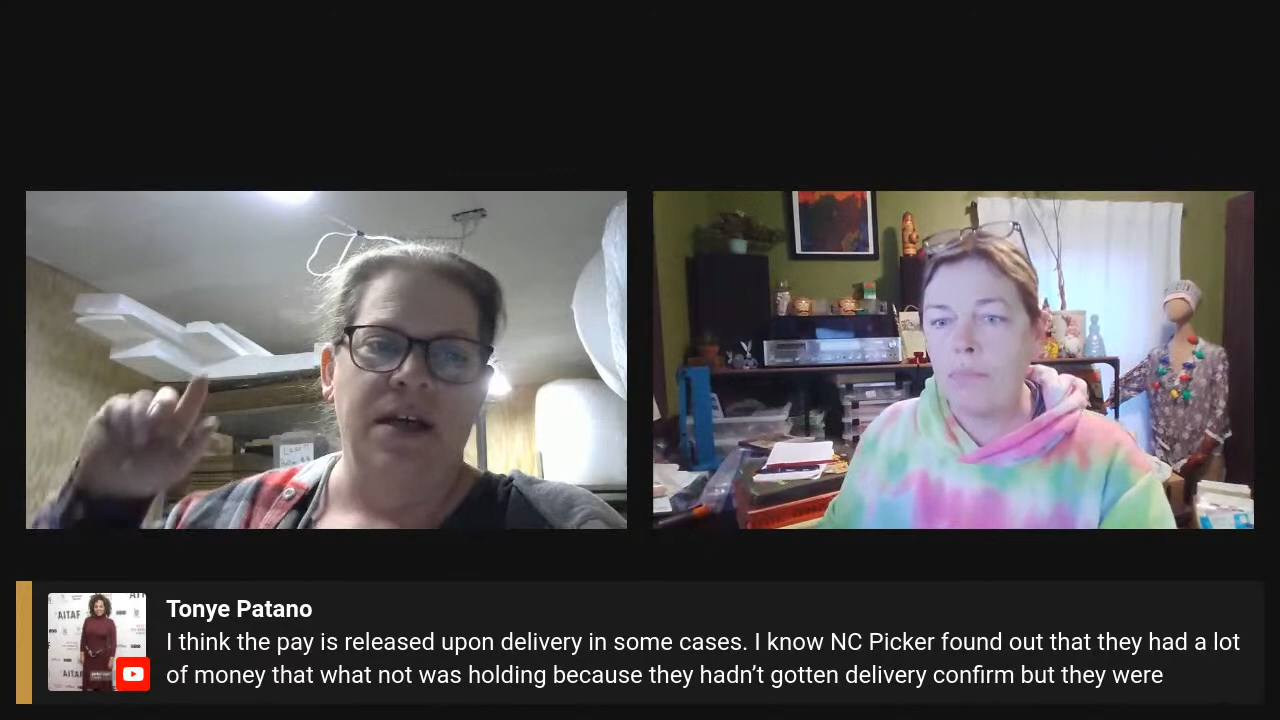 Tonye Patano
I think the pay is released upon delivery in some cases. I know NC Picker found out that they had a lot
of money that what not was holding because they hadn’t gotten delivery confirm but they were
AITAF